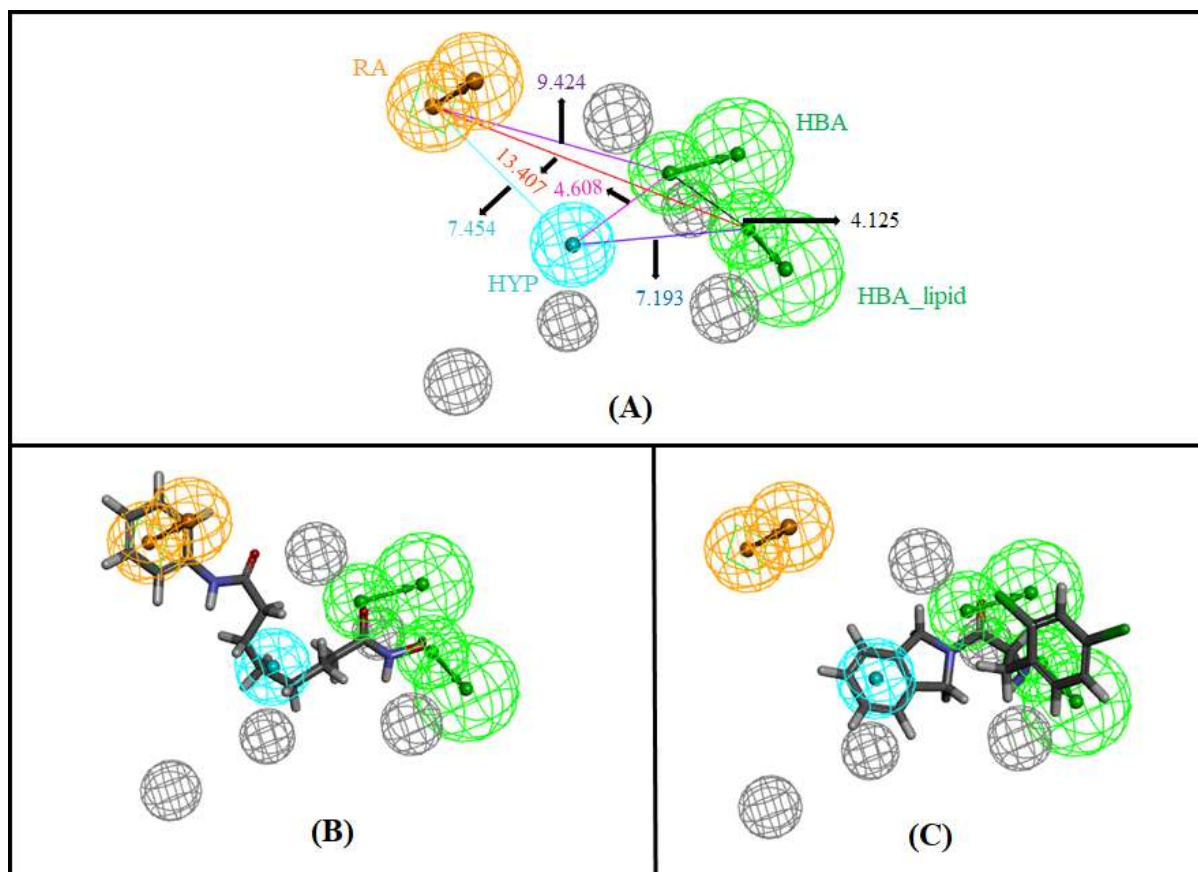 RA
9.424
HBA
13.407
4.608
7.454
4.125
HYP
7.193
HBA_lipid
(A)
(B)
(C)